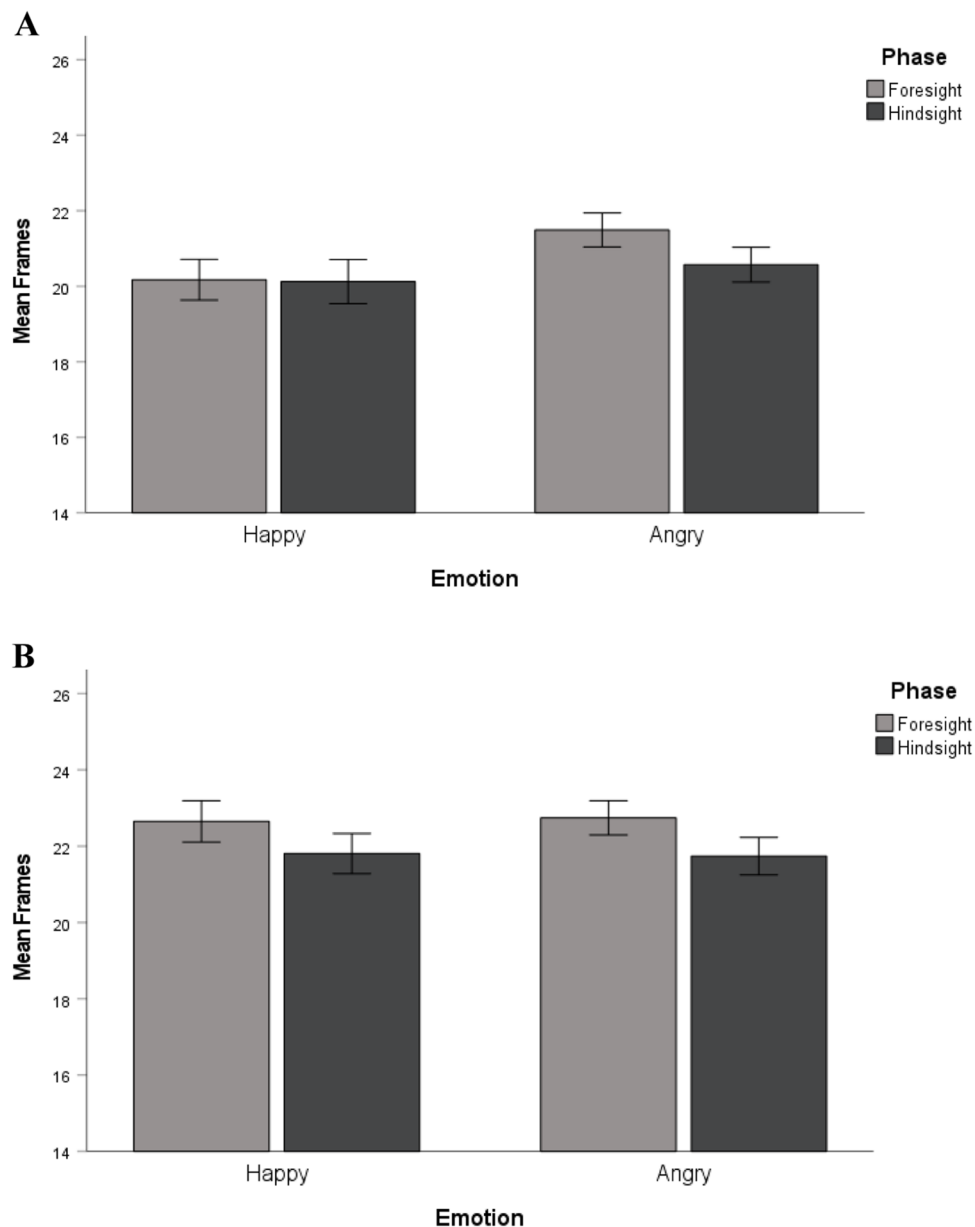 A
Phase
Foresight
Hindsight
26
24
22
20
18
16
14
Mean Frames
Happy Angry
Emotion
B
Phase
Foresight
Hindsight
26
24
22
20
18
16
14
Mean Frames
Happy Angry
Emotion